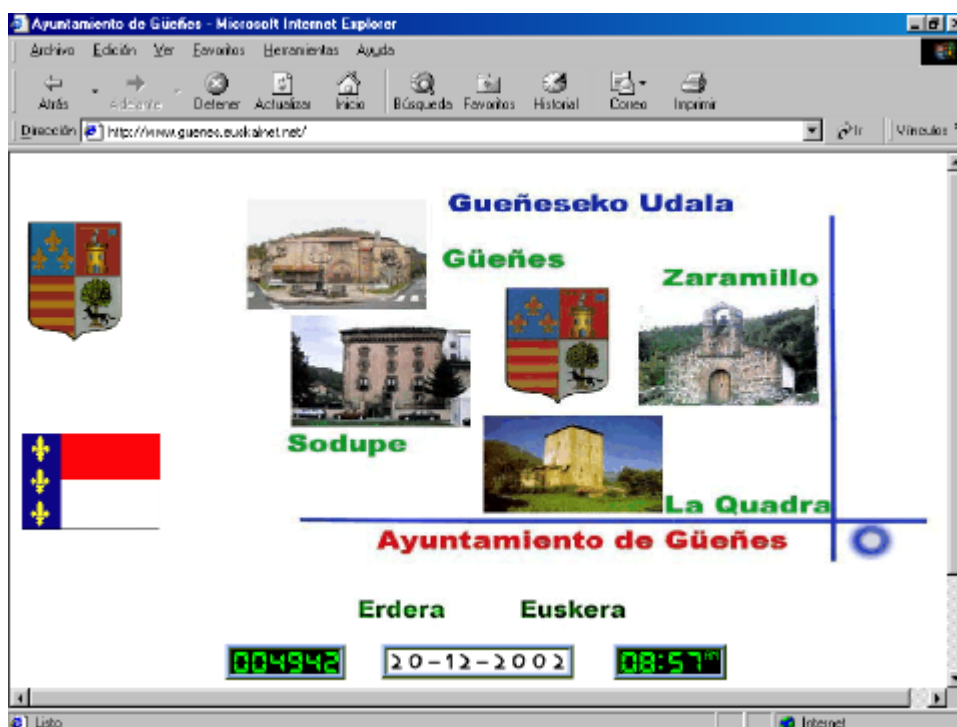 Ayuntamiento de Güeñes - Microsoft Internet Explorer
Archivo Edición Ver Favoritos Herramientas Ayuda
Atrás Adelante Detener Actualizar Inicio Búsqueda Favoritos Historial Correo Imprimir
Dirección http://www.guenes.euskalnet.net/ Ir Vínculos
Gueñeseko Udala
Güeñes
Zaramillo
Sodupe
La Quadra
Ayuntamiento de Güeñes
Erdera Euskera
004942 20-12-2002 08:57 AM
Listo Internet